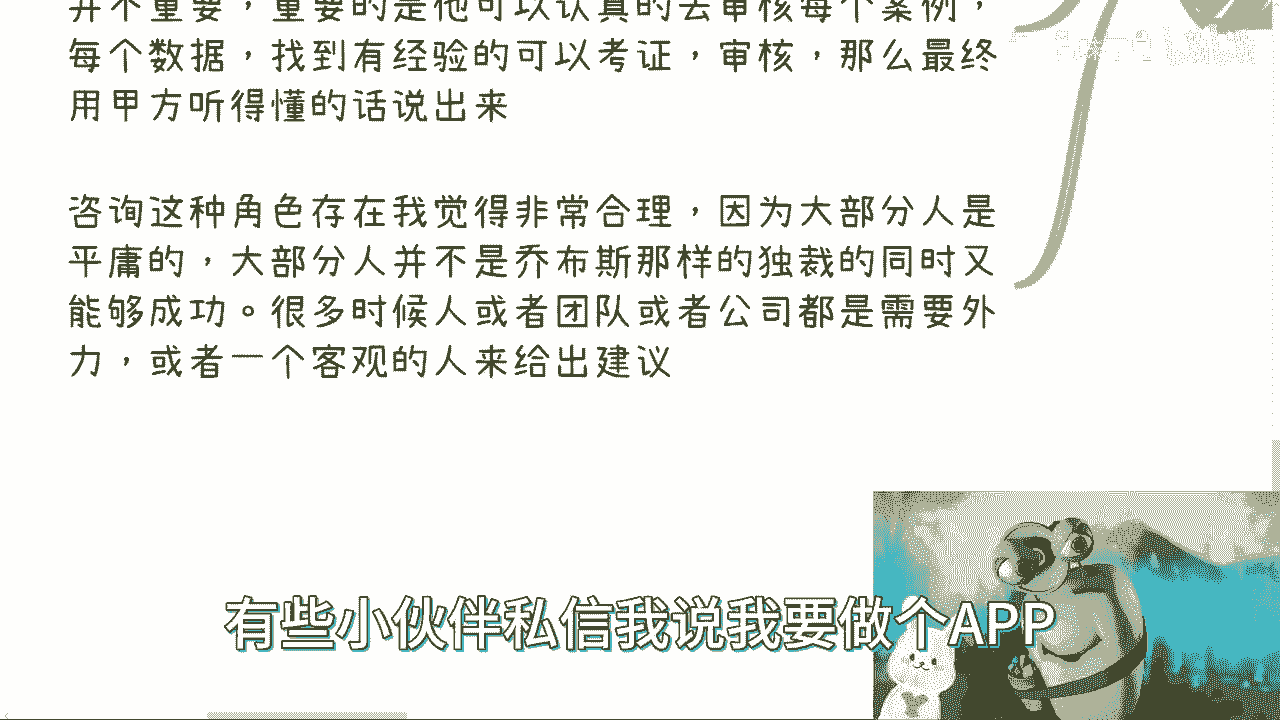 并不重要，重要的是他可以认真的去审核每个案例，
每个数据，找到有经验的可以考证，审核，那么最终
用甲方听得懂的话说出来
咨询这种角色存在我觉得非常合理，因为大部分人是
平庸的，大部分人并不是乔布斯那样的独裁的同时又
能够成功。很多时候人或者团队或者公司都是需要外
力，或者一个客观的人来给出建议
有些小伙伴私信我说我要做个APP